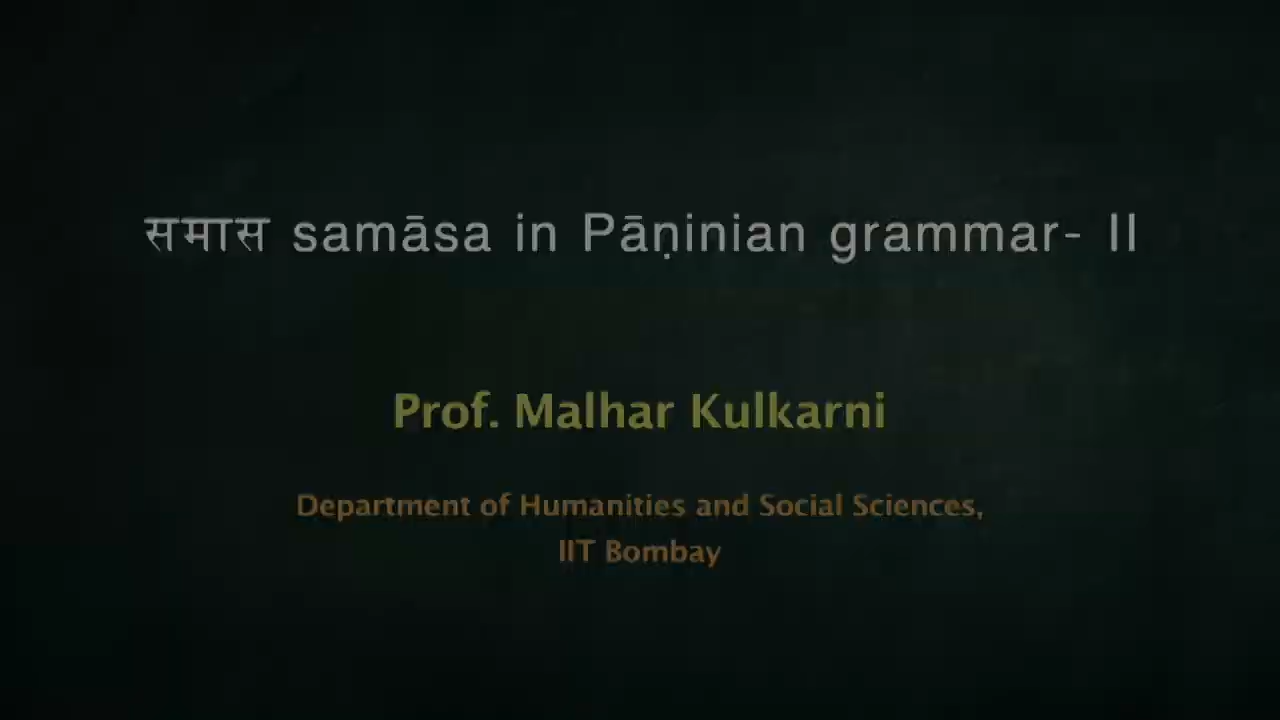 समास samāsa in Pāṇinian grammar- II
Prof. Malhar Kulkarni
Department of Humanities and Social Sciences,
IIT Bombay